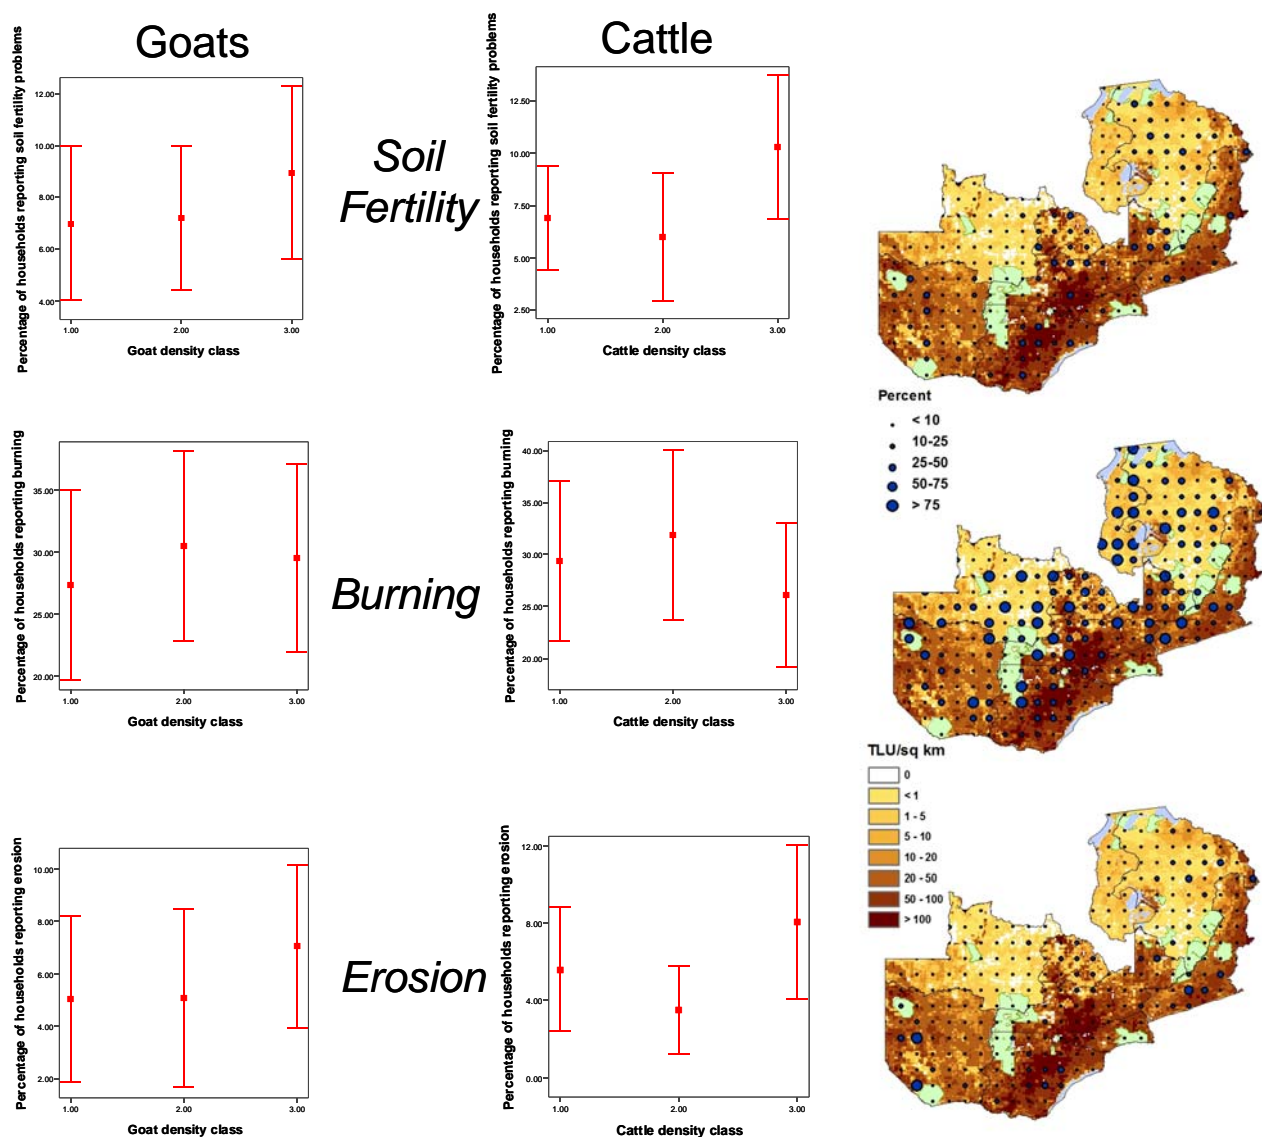 Goats
Cattle
Percentage of households reporting soil fertility problems
12.00
10.00
8.00
6.00
4.00
1.00
2.00
3.00
Goat density class
Soil
Fertility
Percentage of households reporting soil fertility problems
12.50
10.00
7.50
5.00
2.50
1.00
2.00
3.00
Cattle density class
Percent
< 10
10-25
25-50
50-75
> 75
Percentage of households reporting burning
35.00
30.00
25.00
20.00
1.00
2.00
3.00
Goat density class
Burning
Percentage of households reporting burning
40.00
35.00
30.00
25.00
20.00
1.00
2.00
3.00
Cattle density class
TLU/sq km
0
< 1
1 - 5
5 - 10
10 - 20
20 - 50
50 - 100
> 100
Percentage of households reporting erosion
10.00
8.00
6.00
4.00
2.00
1.00
2.00
3.00
Goat density class
Erosion
Percentage of households reporting erosion
12.00
8.00
4.00
0.00
1.00
2.00
3.00
Cattle density class